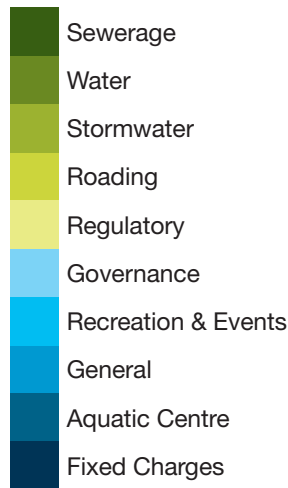 Sewerage
Water
Stormwater
Roading
Regulatory
Governance
Recreation & Events
General
Aquatic Centre
Fixed Charges